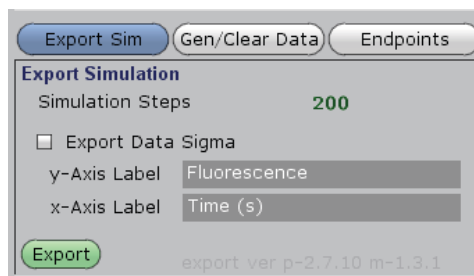 Export Sim Gen/Clear Data Endpoints
Export Simulation
Simulation Steps 200
Export Data Sigma
y-Axis Label Fluorescence
x-Axis Label Time (s)
Export export ver p-2.7.10 m-1.3.1